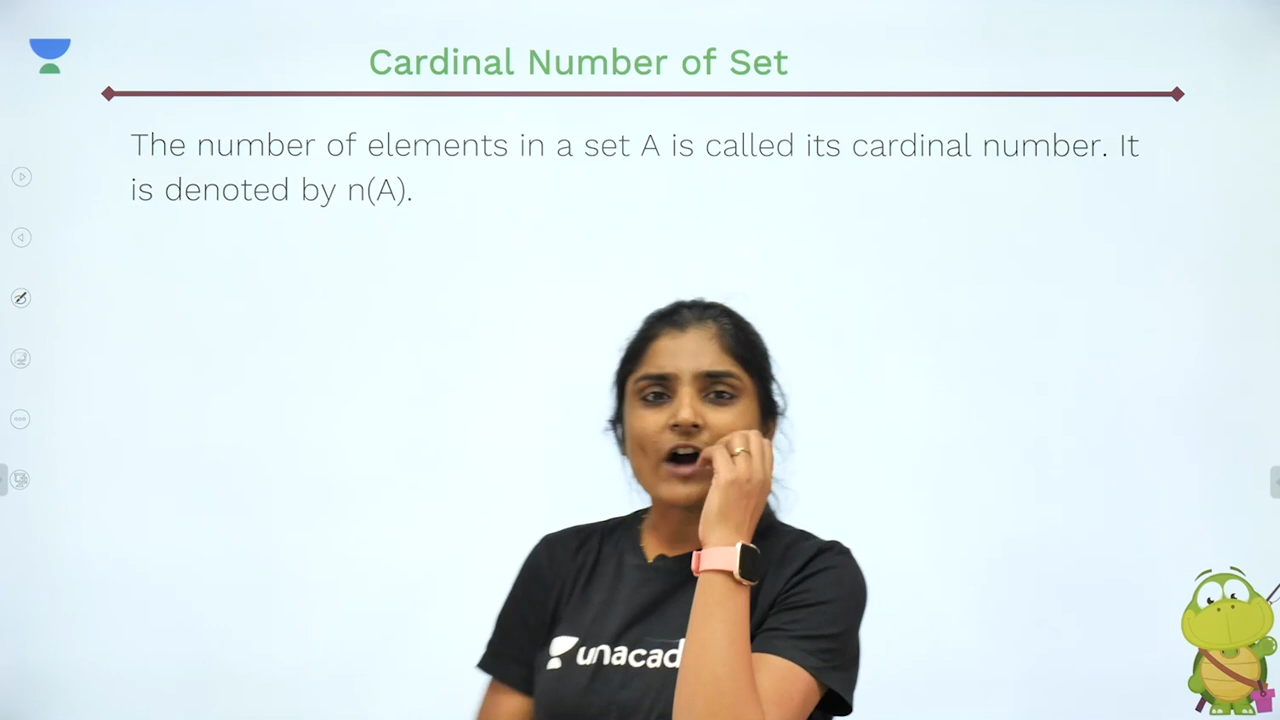 Cardinal Number of Set
The number of elements in a set A is called its cardinal number. It
is denoted by n(A).
unacad